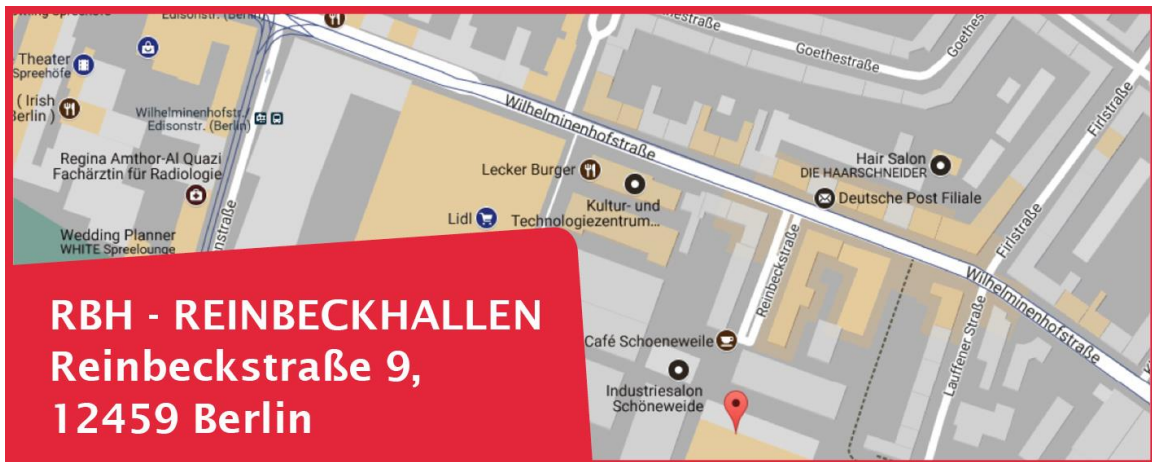 Edisonstr. (Berlin)
Theater
Spreehöfe
( Irish
Berlin )
Wilhelminenhofstr./
Edisonstr. (Berlin)
Regina Amthor-Al Quazi
Fachärztin für Radiologie
Wedding Planner
WHITE Spreelounge
Goethestraße
Wilhelminenhofstraße
Firlstraße
Lecker Burger
Kultur- und
Technologiezentrum...
Lidl
Hair Salon
DIE HAARSCHNEIDER
Deutsche Post Filiale
Firlstraße
Reinbeckstraße
Wilhelminenhofstraße
Lauffener Straße
Café Schoeneweile
Industriesalon
Schöneweide
RBH - REINBECKHALLEN
Reinbeckstraße 9,
12459 Berlin